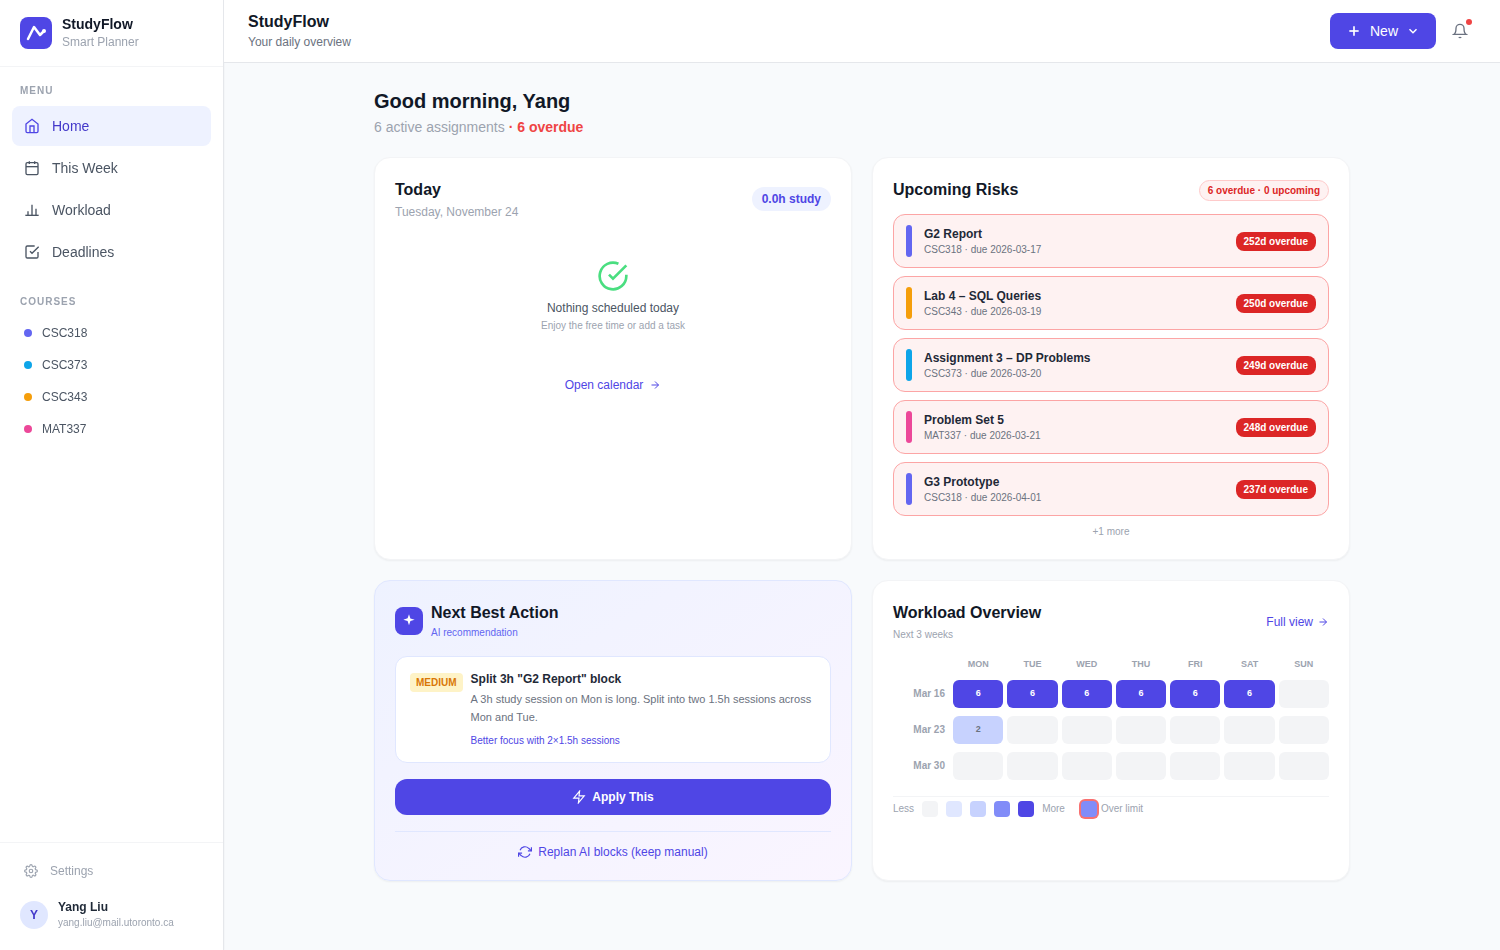 StudyFlow
Smart Planner
MENU
Home
This Week
Workload
Deadlines
COURSES
CSC318
CSC373
CSC343
MAT337
Settings
Y
Yang Liu
yang.liu@mail.utoronto.ca
StudyFlow
Your daily overview
New
Good morning, Yang
6 active assignments · 6 overdue
Today
Tuesday, November 24
0.0h study
Nothing scheduled today
Enjoy the free time or add a task
Open calendar
Upcoming Risks
6 overdue · 0 upcoming
G2 Report
CSC318 · due 2026-03-17
252d overdue
Lab 4 – SQL Queries
CSC343 · due 2026-03-19
250d overdue
Assignment 3 – DP Problems
CSC373 · due 2026-03-20
249d overdue
Problem Set 5
MAT337 · due 2026-03-21
248d overdue
G3 Prototype
CSC318 · due 2026-04-01
237d overdue
+1 more
Next Best Action
AI recommendation
MEDIUM
Split 3h "G2 Report" block
A 3h study session on Mon is long. Split into two 1.5h sessions across
Mon and Tue.
Better focus with 2×1.5h sessions
Apply This
Replan AI blocks (keep manual)
Workload Overview
Next 3 weeks
Full view
MON TUE WED THU FRI SAT SUN
Mar 16 6 6 6 6 6 6
Mar 23 2
Mar 30
Less More Over limit